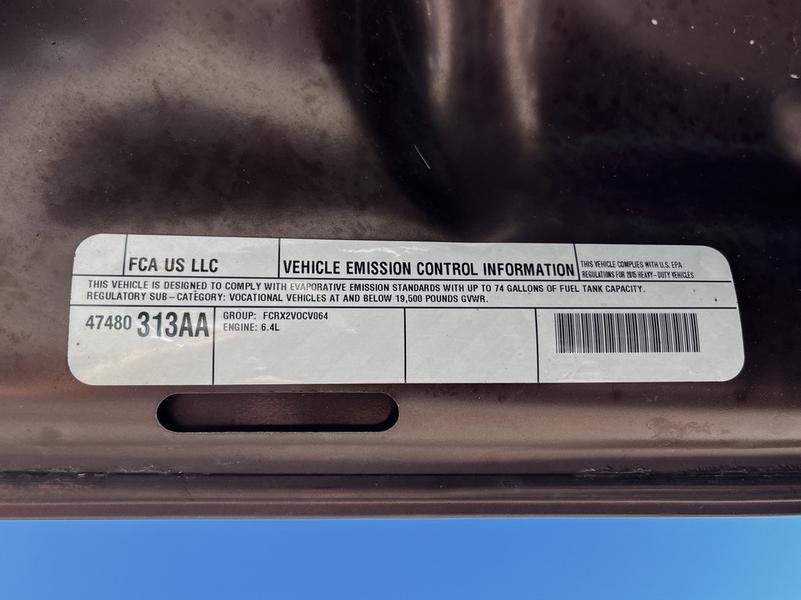 FCA US LLC
VEHICLE EMISSION CONTROL INFORMATION
THIS VEHICLE COMPLIES WITH U.S. EPA
REGULATIONS FOR 2015 HEAVY-DUTY VEHICLES
THIS VEHICLE IS DESIGNED TO COMPLY WITH EVAPORATIVE EMISSION STANDARDS WITH UP TO 74 GALLONS OF FUEL TANK CAPACITY.
REGULATORY SUB-CATEGORY: VOCATIONAL VEHICLES AT AND BELOW 19,500 POUNDS GVWR.
47480 313AA
GROUP: FCRX2VOCV064
ENGINE: 6.4L